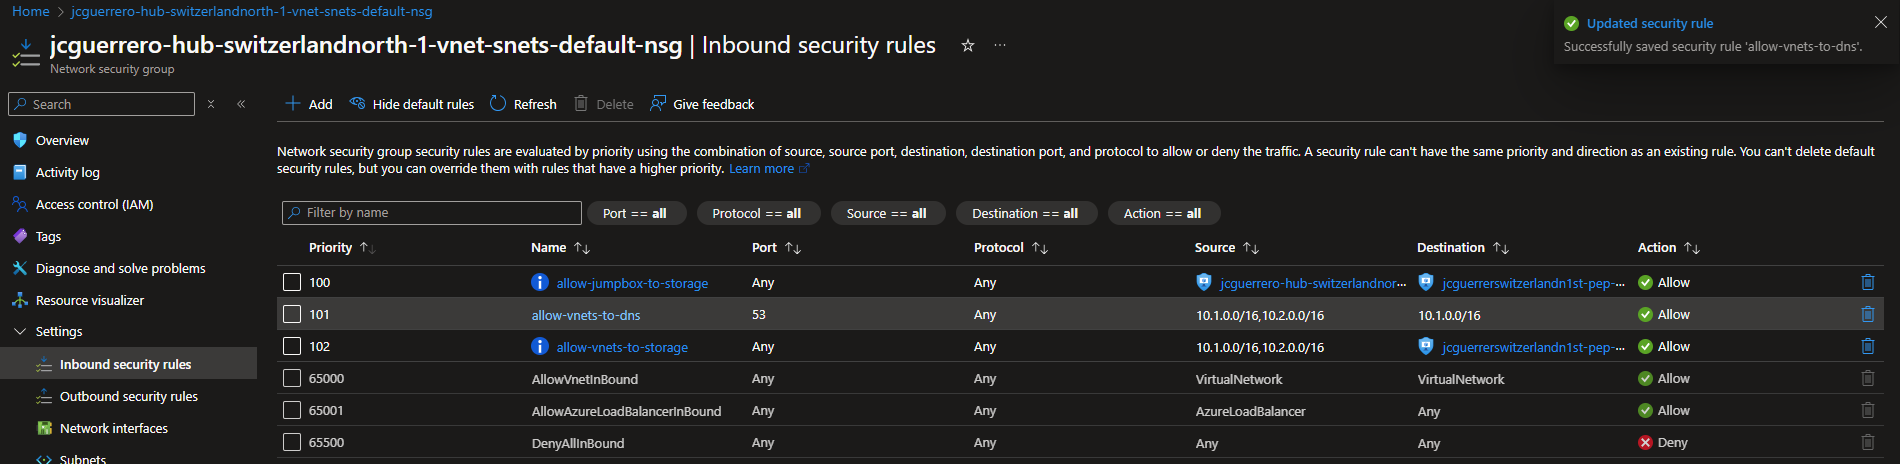 Home > jcguerrero-hub-switzerlandnorth-1-vnet-snets-default-nsg
jcguerrero-hub-switzerlandnorth-1-vnet-snets-default-nsg | Inbound security rules
Network security group
Updated security rule
Successfully saved security rule 'allow-vnets-to-dns'.
Search
Add Hide default rules Refresh Delete Give feedback
Overview
Activity log
Access control (IAM)
Tags
Diagnose and solve problems
Resource visualizer
Settings
Inbound security rules
Outbound security rules
Network interfaces
Subnets
Network security group security rules are evaluated by priority using the combination of source, source port, destination, destination port, and protocol to allow or deny the traffic. A security rule can't have the same priority and direction as an existing rule. You can't delete default
security rules, but you can override them with rules that have a higher priority. Learn more
Filter by name Port == all Protocol == all Source == all Destination == all Action == all
Priority Name Port Protocol Source Destination Action
100 allow-jumpbox-to-storage Any Any jcguerrero-hub-switzerlandnor... jcguerrerswitzerlandn1st-pep-... Allow
101 allow-vnets-to-dns 53 Any 10.1.0.0/16,10.2.0.0/16 10.1.0.0/16 Allow
102 allow-vnets-to-storage Any Any 10.1.0.0/16,10.2.0.0/16 jcguerrerswitzerlandn1st-pep-... Allow
65000 AllowVnetInBound Any Any VirtualNetwork VirtualNetwork Allow
65001 AllowAzureLoadBalancerInBound Any Any AzureLoadBalancer Any Allow
65500 DenyAllInBound Any Any Any Any Deny